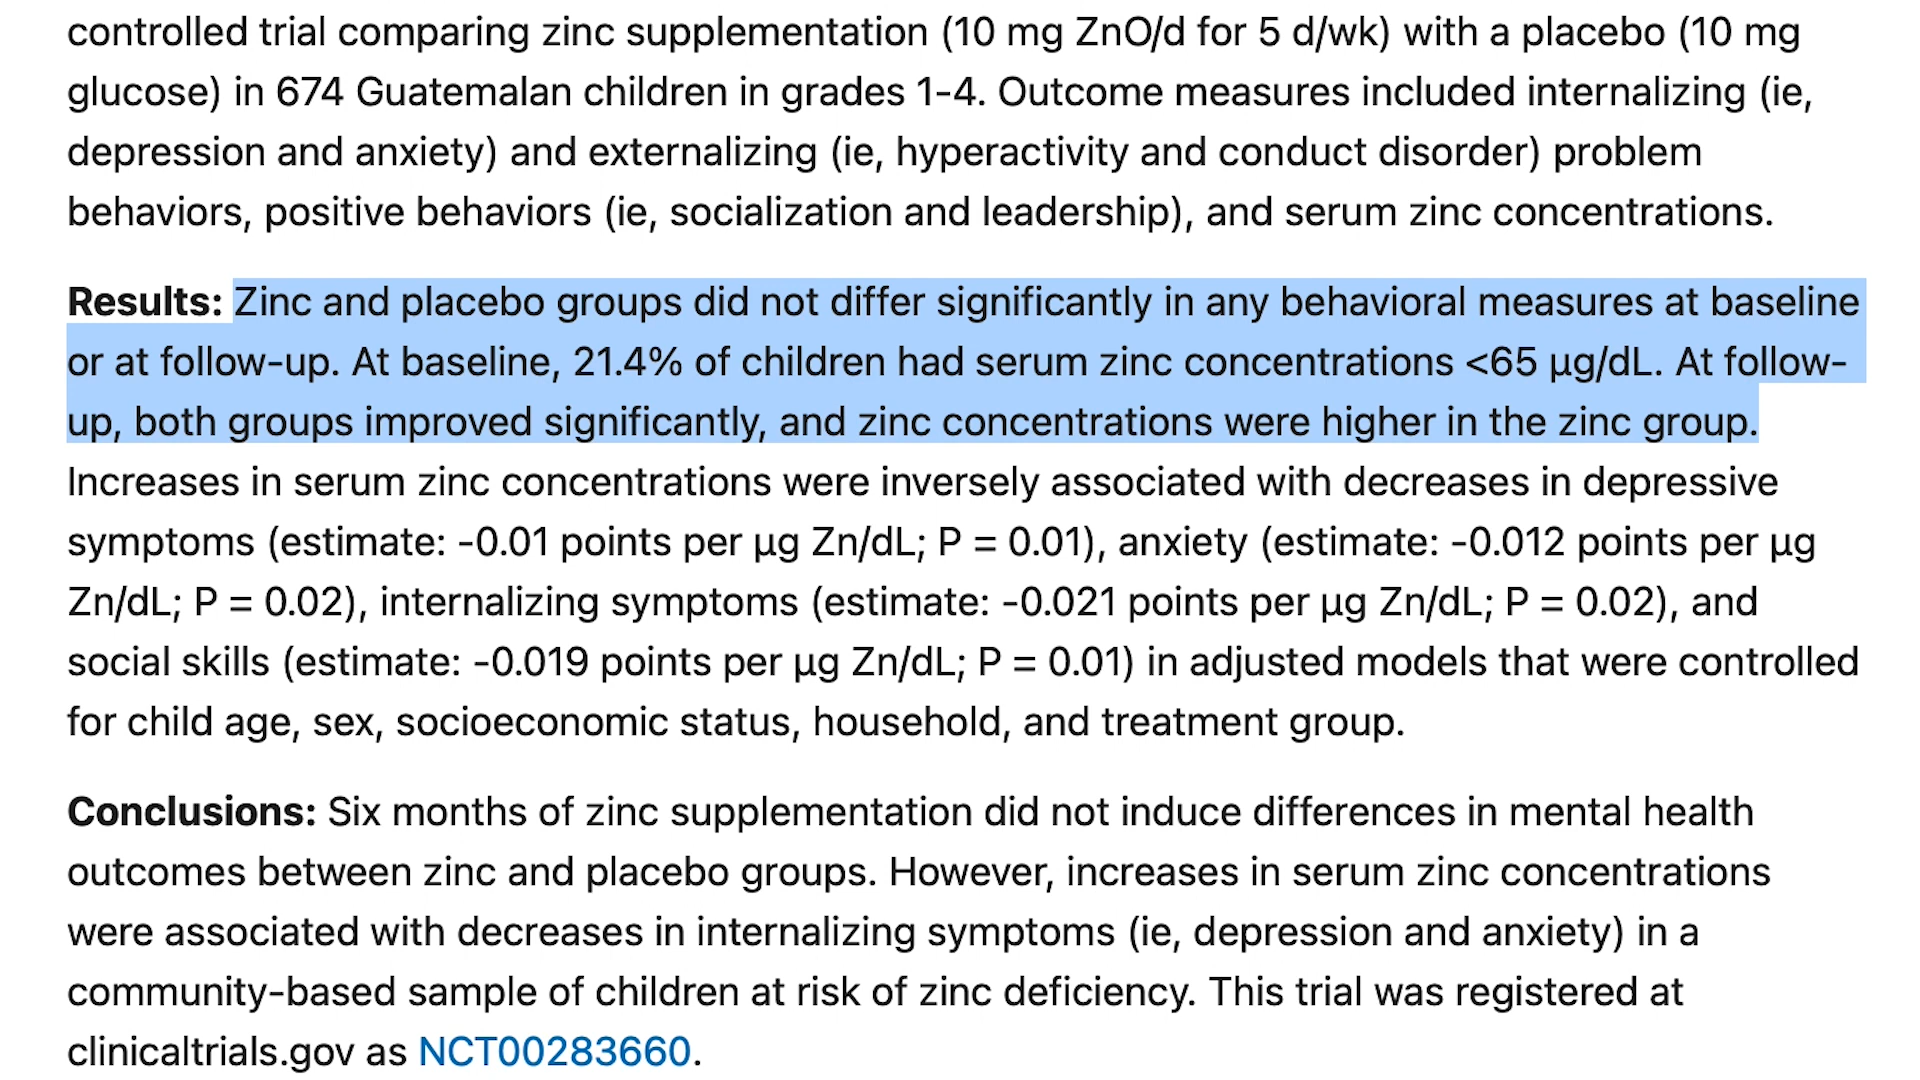 controlled trial comparing zinc supplementation (10 mg ZnO/d for 5 d/wk) with a placebo (10 mg
glucose) in 674 Guatemalan children in grades 1-4. Outcome measures included internalizing (ie,
depression and anxiety) and externalizing (ie, hyperactivity and conduct disorder) problem
behaviors, positive behaviors (ie, socialization and leadership), and serum zinc concentrations.
Results: Zinc and placebo groups did not differ significantly in any behavioral measures at baseline
or at follow-up. At baseline, 21.4% of children had serum zinc concentrations <65 μg/dL. At follow-
up, both groups improved significantly, and zinc concentrations were higher in the zinc group.
Increases in serum zinc concentrations were inversely associated with decreases in depressive
symptoms (estimate: -0.01 points per μg Zn/dL; P = 0.01), anxiety (estimate: -0.012 points per μg
Zn/dL; P = 0.02), internalizing symptoms (estimate: -0.021 points per μg Zn/dL; P = 0.02), and
social skills (estimate: -0.019 points per μg Zn/dL; P = 0.01) in adjusted models that were controlled
for child age, sex, socioeconomic status, household, and treatment group.
Conclusions: Six months of zinc supplementation did not induce differences in mental health
outcomes between zinc and placebo groups. However, increases in serum zinc concentrations
were associated with decreases in internalizing symptoms (ie, depression and anxiety) in a
community-based sample of children at risk of zinc deficiency. This trial was registered at
clinicaltrials.gov as NCT00283660.